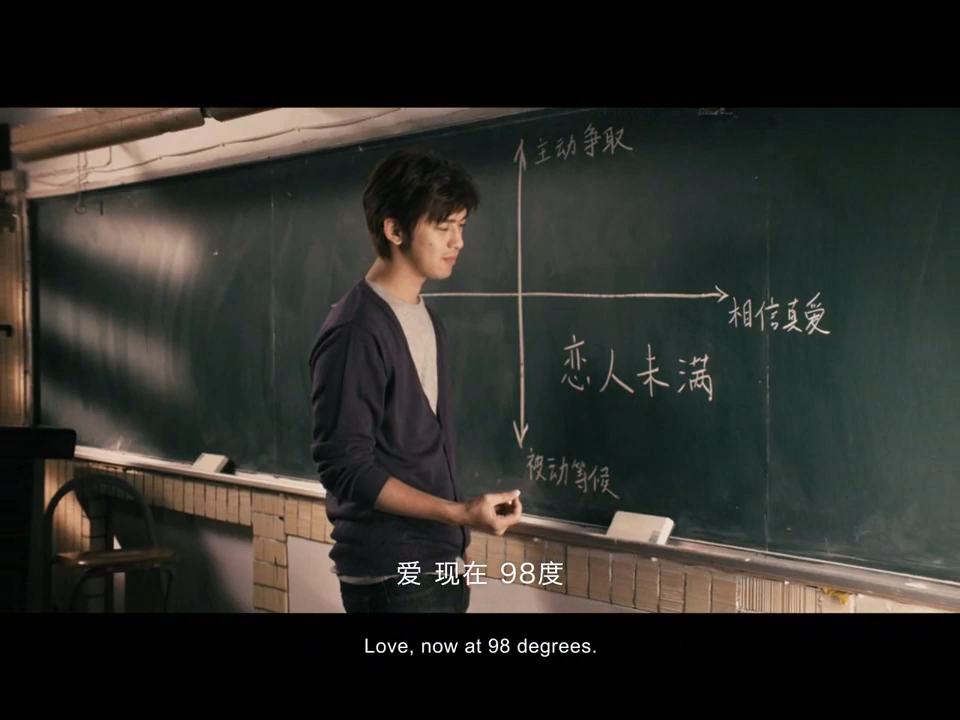 主动争取
相信真爱
恋人未满
被动等候
爱 现在 98度
Love, now at 98 degrees.